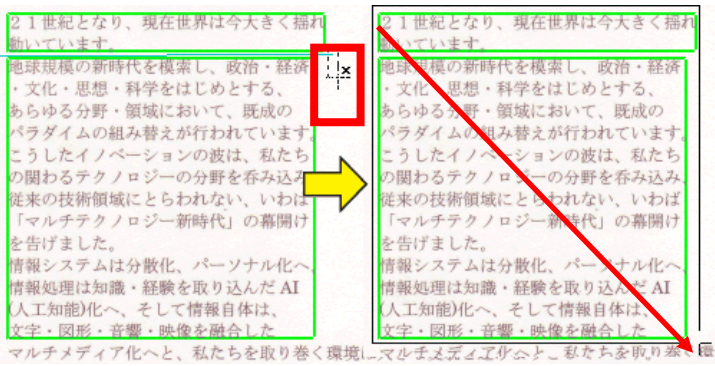 21世紀となり、現在世界は今大きく揺れ
動いています。
地球規模の新時代を模索し、政治・経済
・文化・思想・科学をはじめとする、
あらゆる分野・領域において、既成の
パラダイムの組み替えが行われています。
こうしたイノベーションの波は、私たち
の関わるテクノロジーの分野を呑み込み、
従来の技術領域にとらわれない、いわば
「マルチテクノロジー新時代」の幕開け
を告げました。
情報システムは分散化、パーソナル化へ、
情報処理は知識・経験を取り込んだ AI
(人工知能)化へ、そして情報自体は、
文字・図形・音響・映像を融合した
マルチメディア化へと、私たちを取り巻く環境に
21世紀となり、現在世界は今大きく揺れ
動いています。
地球規模の新時代を模索し、政治・経済
・文化・思想・科学をはじめとする、
あらゆる分野・領域において、既成の
パラダイムの組み替えが行われています。
こうしたイノベーションの波は、私たち
の関わるテクノロジーの分野を呑み込み、
従来の技術領域にとらわれない、いわば
「マルチテクノロジー新時代」の幕開け
を告げました。
情報システムは分散化、パーソナル化へ、
情報処理は知識・経験を取り込んだ AI
(人工知能)化へ、そして情報自体は、
文字・図形・音響・映像を融合した
マルチメディア化へと、私たちを取り巻く環